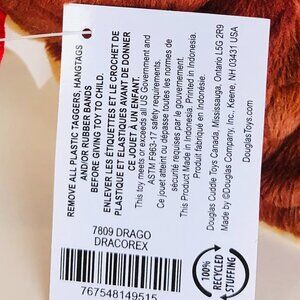 REMOVE ALL PLASTIC TAGGERS, HANGTAGS
AND/OR RUBBER BANDS
BEFORE GIVING TOY TO CHILD.
ENLEVER LES ÉTIQUETTES ET LE CROCHET DE
PLASTIQUE ET ELASTIQUES AVANT DE DONNER
CE JOUET À UN ENFANT.
This toy meets or exceeds all US Government and
ASTM F963-17 safety requirements.
Ce jouet atteint ou dépasse toutes les normes de
sécurité requises par le gouvernement.
This Product Made in Indonesia. Printed in Indonesia.
Produit fabriqué en Indonésie.
Douglas Cuddle Toys Canada, Mississauga, Ontario L5G 2R9
Made by ©Douglas Company, Inc. Keene, NH 03431 USA
DouglasToys.com
7809 DRAGO
DRACOREX
767548149515
100%
RECYCLED
STUFFING